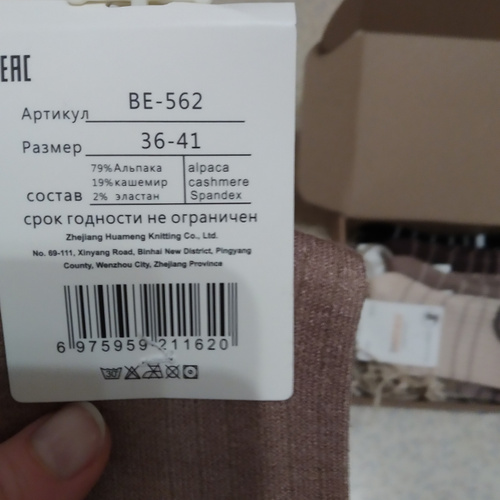 EAC
Артикул BE-562
Размер 36-41
79% Альпака alpaca
19% кашемир cashmere
состав 2% эластан Spandex
срок годности не ограничен
Zhejiang Huameng Knitting Co., Ltd.
No. 69-111, Xinyang Road, Binhai New District, Pingyang
County, Wenzhou City, Zhejiang Province
6 975959 211620
30